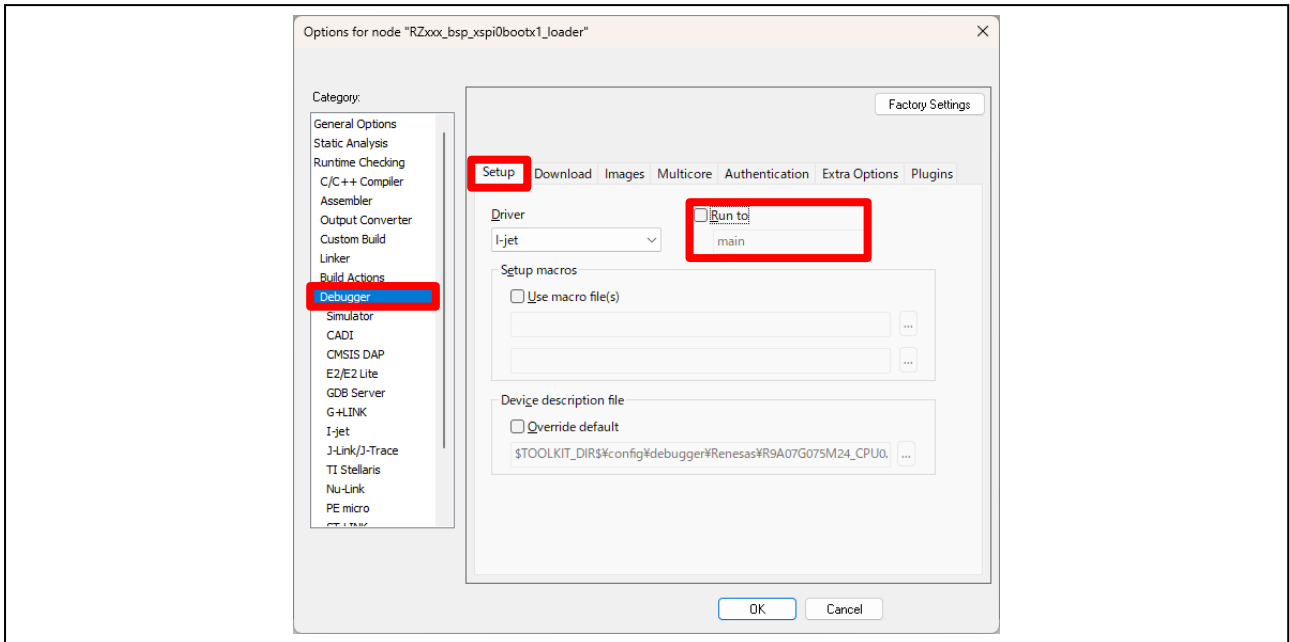 Options for node "RZxxx_bsp_xspi0bootx1_loader"
Category:
Factory Settings
General Options
Static Analysis
Runtime Checking
C/C++ Compiler
Assembler
Output Converter
Custom Build
Linker
Build Actions
Debugger
Simulator
CADI
CMSIS DAP
E2/E2 Lite
GDB Server
G+LINK
I-jet
J-Link/J-Trace
TI Stellaris
Nu-Link
PE micro
ST-LINK
Setup Download Images Multicore Authentication Extra Options Plugins
Driver
I-jet
Run to
main
Setup macros
Use macro file(s)
...
...
Device description file
Override default
$TOOLKIT_DIR$¥config¥debugger¥Renesas¥R9A07G075M24_CPU0. ...
OK Cancel